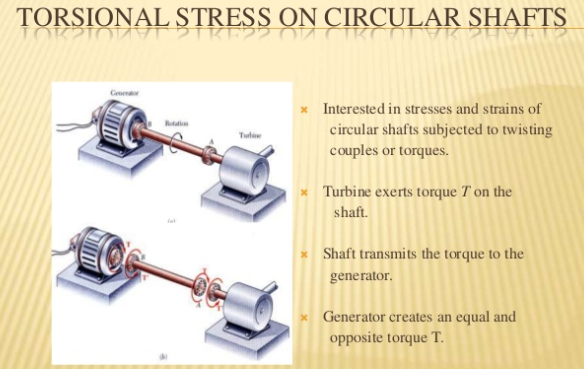 TORSIONAL STRESS ON CIRCULAR SHAFTS
Generator
Rotation
Turbine
B
A
(a)
Interested in stresses and strains of
circular shafts subjected to twisting
couples or torques.
Turbine exerts torque T on the
shaft.
Shaft transmits the torque to the
generator.
Generator creates an equal and
opposite torque T.
T
B
T
T
A
T
(b)